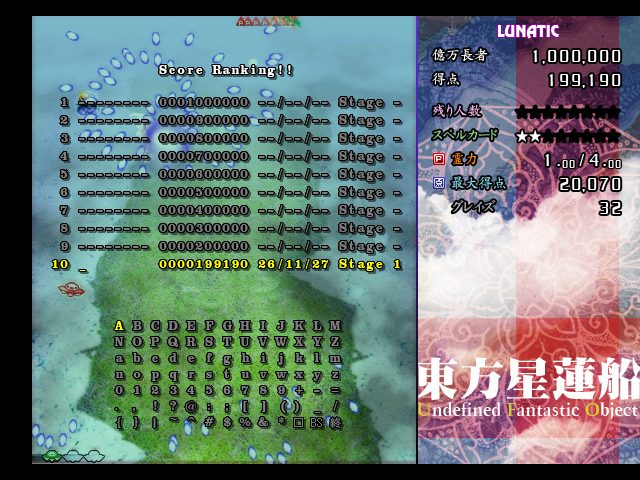 Score Ranking!!
1 -------- 0001000000 --/--/-- Stage -
2 -------- 0000900000 --/--/-- Stage -
3 -------- 0000800000 --/--/-- Stage -
4 -------- 0000700000 --/--/-- Stage -
5 -------- 0000600000 --/--/-- Stage -
6 -------- 0000500000 --/--/-- Stage -
7 -------- 0000400000 --/--/-- Stage -
8 -------- 0000300000 --/--/-- Stage -
9 -------- 0000200000 --/--/-- Stage -
10 _ 0000199190 26/11/27 Stage 1
A B C D E F G H I J K L M
N O P Q R S T U V W X Y Z
a b c d e f g h i j k l m
n o p q r s t u v w x y z
0 1 2 3 4 5 6 7 8 9 + - =
. , ! ? @ : ; [ ] ( ) _ /
{ } | ~ ^ # $ % & * □ BS 終
LUNATIC
億万長者 1,000,000
得点 199,190
残り人数 ★★★★★★★★★
スペルカード ★★★★★★★★★
P 霊力 1.00/4.00
点 最大得点 20,070
グレイズ 32
東方星蓮船
Undefined Fantastic Object